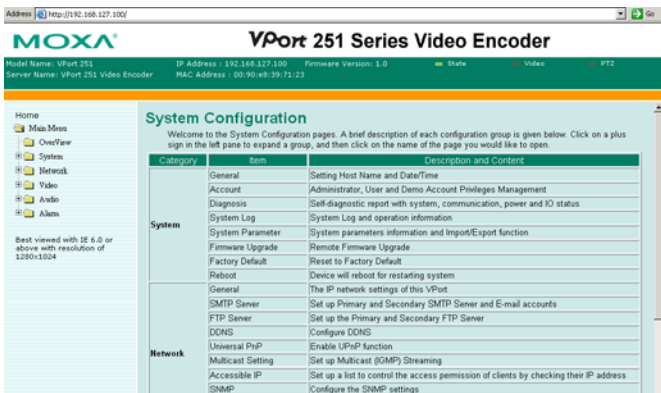 Address http://192.168.127.100/ Go
MOXA
VPort 251 Series Video Encoder
Model Name: VPort 251 IP Address : 192.168.127.100 Firmware Version: 1.0 State Video PTZ
Server Name: VPort 251 Video Encoder MAC Address : 00:90:e8:39:71:23
Home
Main Menu
OverView
System
Network
Video
Audio
Alarm
Best viewed with IE 6.0 or
above with resolution of
1280x1024
System Configuration
Welcome to the System Configuration pages. A brief description of each configuration group is given below. Click on a plus
sign in the left pane to expand a group, and then click on the name of the page you would like to open.
Category Item Description and Content
System
General Setting Host Name and Date/Time
Account Administrator, User and Demo Account Privileges Management
Diagnosis Self-diagnostic report with system, communication, power and IO status
System Log System Log and operation information
System Parameter System parameters information and Import/Export function
Firmware Upgrade Remote Firmware Upgrade
Factory Default Reset to Factory Default
Reboot Device will reboot for restarting system
Network
General The IP network settings of this VPort
SMTP Server Set up Primary and Secondary SMTP Server and E-mail accounts
FTP Server Set up the Primary and Secondary FTP Server
DDNS Configure DDNS
Universal PnP Enable UPnP function
Multicast Setting Set up Multicast (IGMP) Streaming
Accessible IP Set up a list to control the access permission of clients by checking their IP address
SNMP Configure the SNMP settings